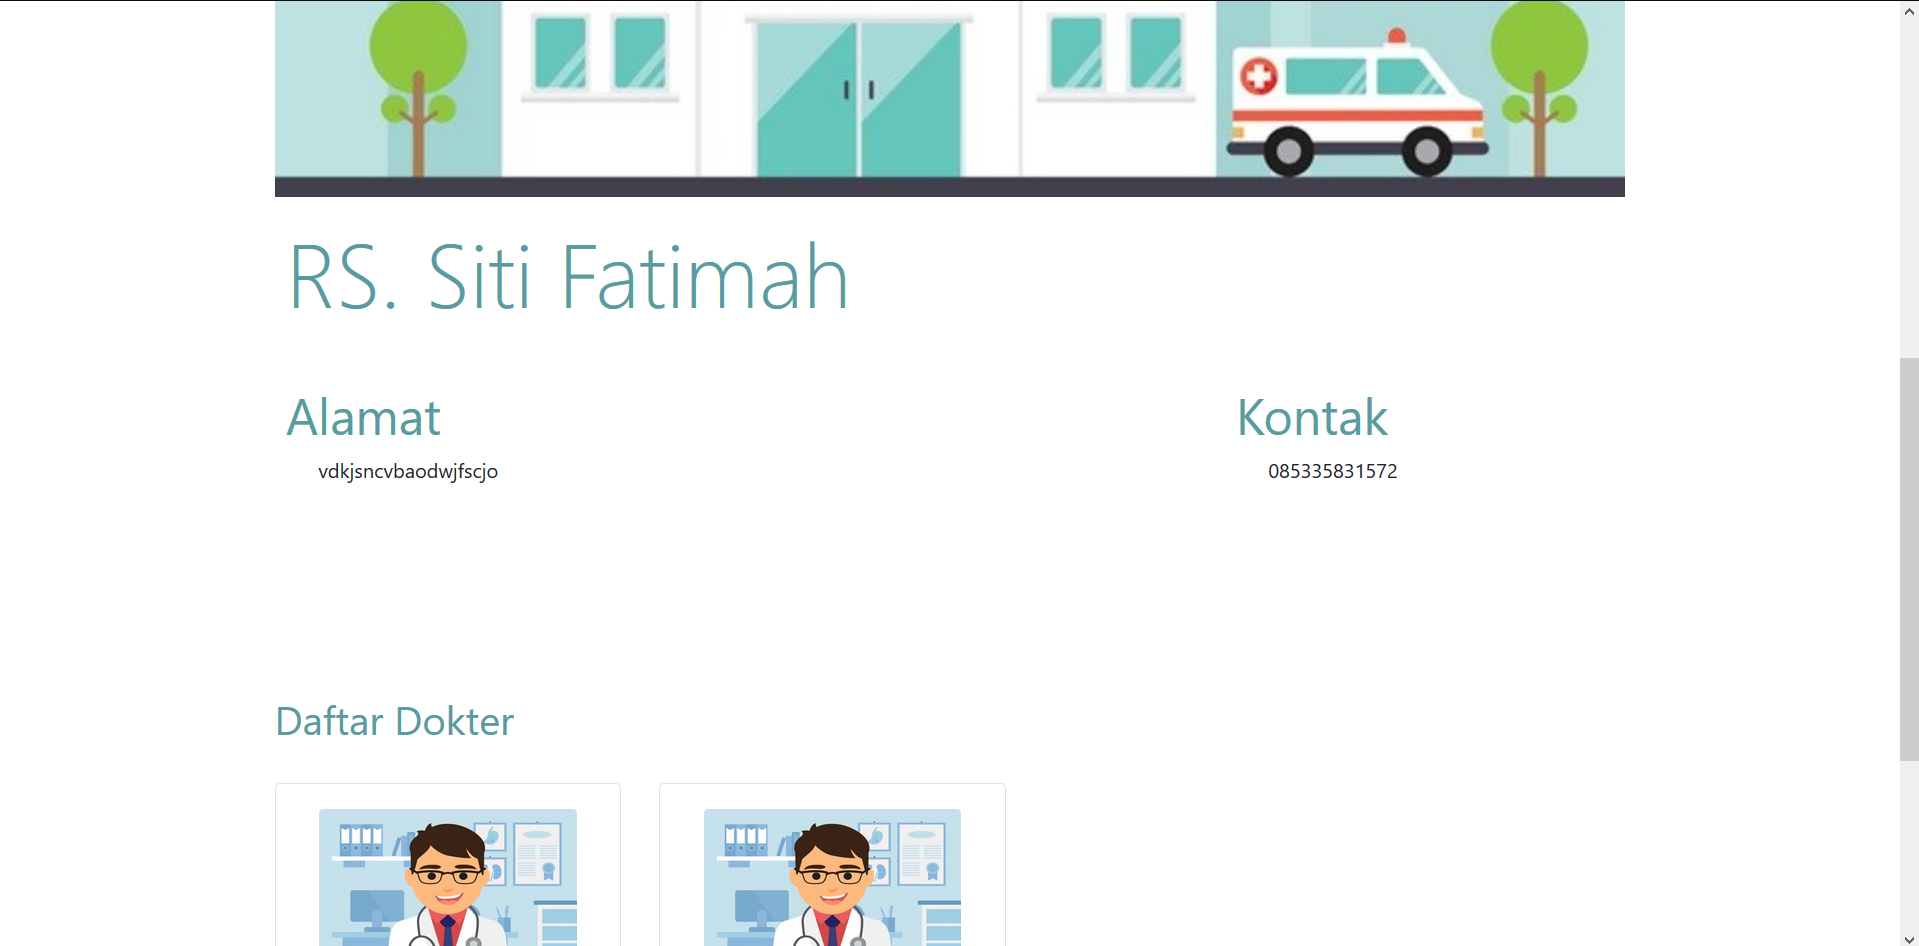 RS. Siti Fatimah
Alamat
Kontak
vdkjsncvbaodwjfscjo
085335831572
Daftar Dokter